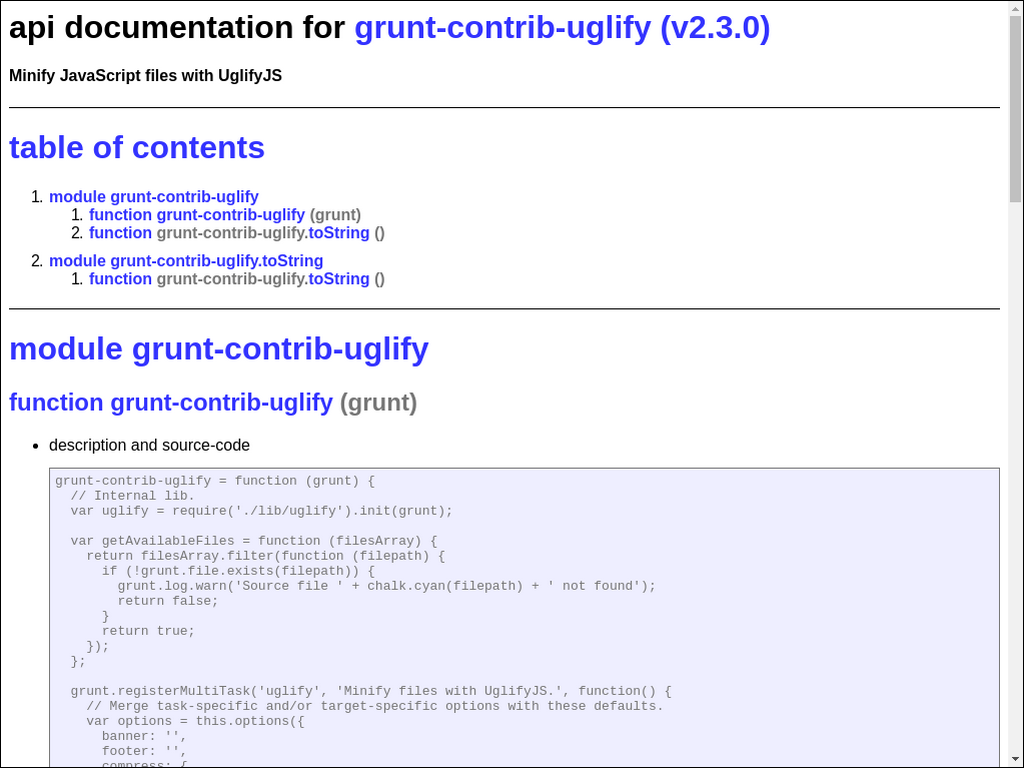 api documentation for grunt-contrib-uglify (v2.3.0)
Minify JavaScript files with UglifyJS
table of contents
1. module grunt-contrib-uglify
1. function grunt-contrib-uglify (grunt)
2. function grunt-contrib-uglify.toString ()
2. module grunt-contrib-uglify.toString
1. function grunt-contrib-uglify.toString ()
module grunt-contrib-uglify
function grunt-contrib-uglify (grunt)
• description and source-code
grunt-contrib-uglify = function (grunt) {
  // Internal lib.
  var uglify = require('./lib/uglify').init(grunt);
  var getAvailableFiles = function (filesArray) {
    return filesArray.filter(function (filepath) {
      if (!grunt.file.exists(filepath)) {
        grunt.log.warn('Source file ' + chalk.cyan(filepath) + ' not found');
        return false;
      }
      return true;
    });
  };
  grunt.registerMultiTask('uglify', 'Minify files with UglifyJS.', function() {
    // Merge task-specific and/or target-specific options with these defaults.
    var options = this.options({
      banner: '',
      footer: '',
      compress: {